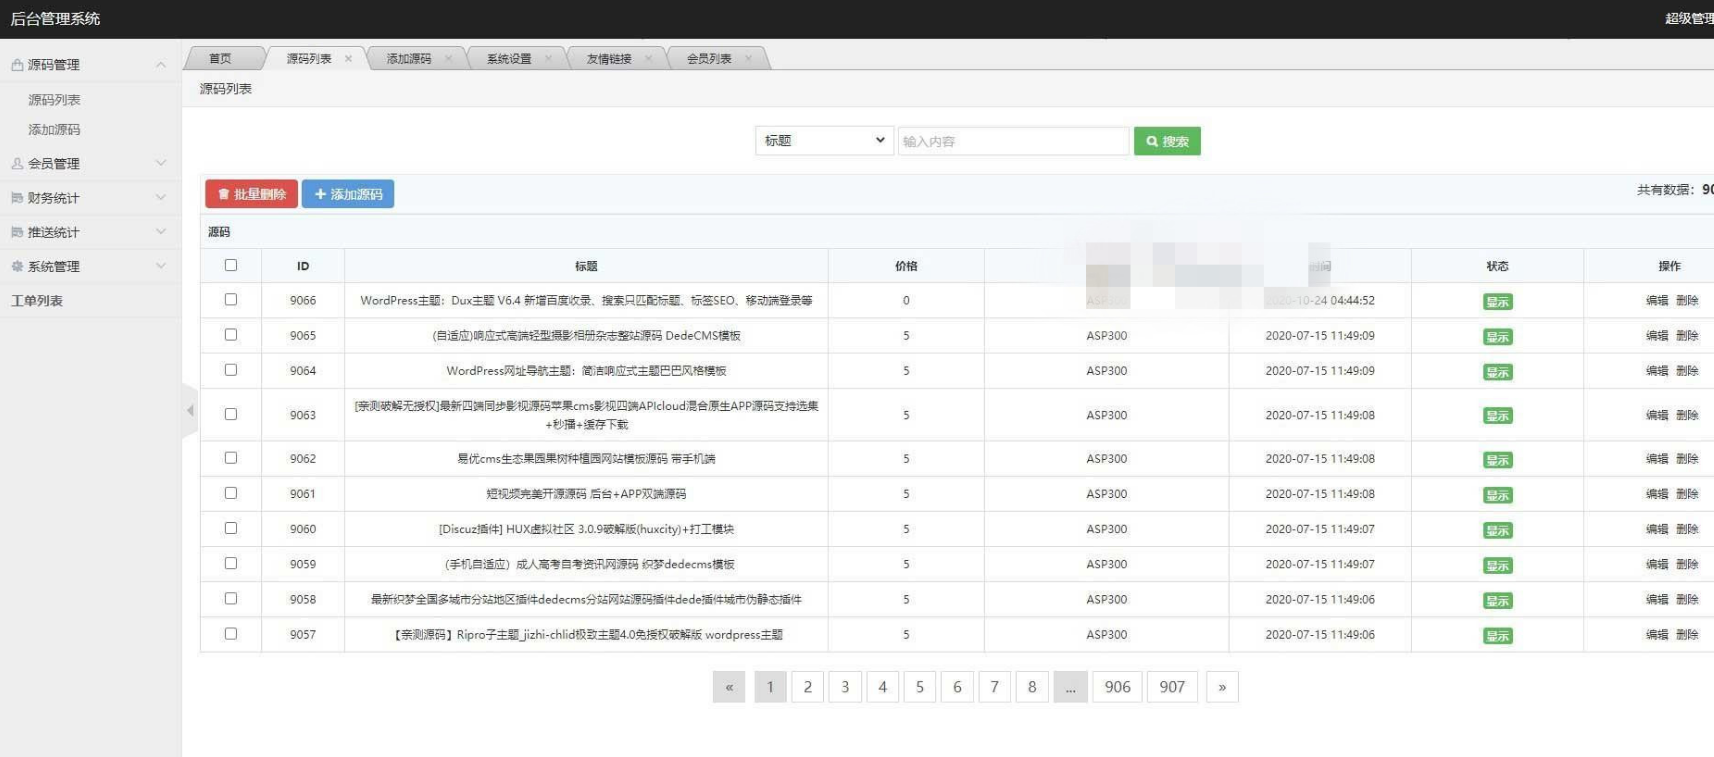 后台管理系统
超级管理
源码管理
源码列表
添加源码
会员管理
财务统计
推送统计
系统管理
工单列表
首页 源码列表 × 添加源码 × 系统设置 × 友情链接 × 会员列表 ×
源码列表
标题 输入内容 搜索
批量删除 + 添加源码 共有数据：90
源码
ID 标题 价格 时间 状态 操作
9066 WordPress主题：Dux主题 V6.4 新增百度收录、搜索只匹配标题、标签SEO、移动端登录等 0 ASP300 2020-10-24 04:44:52 显示 编辑 删除
9065 (自适应)响应式高端轻型摄影相册杂志整站源码 DedeCMS模板 5 ASP300 2020-07-15 11:49:09 显示 编辑 删除
9064 WordPress网址导航主题：简洁响应式主题巴巴风格模板 5 ASP300 2020-07-15 11:49:09 显示 编辑 删除
9063 [亲测破解无授权]最新四端同步影视源码苹果cms影视四端APIcloud混合原生APP源码支持选集
+秒播+缓存下载 5 ASP300 2020-07-15 11:49:08 显示 编辑 删除
9062 易优cms生态果园果树种植园网站模板源码 带手机端 5 ASP300 2020-07-15 11:49:08 显示 编辑 删除
9061 短视频完美开源源码 后台+APP双端源码 5 ASP300 2020-07-15 11:49:08 显示 编辑 删除
9060 [Discuz插件] HUX虚拟社区 3.0.9破解版(huxcity)+打工模块 5 ASP300 2020-07-15 11:49:07 显示 编辑 删除
9059 (手机自适应）成人高考自考资讯网源码 织梦dedecms模板 5 ASP300 2020-07-15 11:49:07 显示 编辑 删除
9058 最新织梦全国多城市分站地区插件dedecms分站网站源码插件dede插件城市伪静态插件 5 ASP300 2020-07-15 11:49:06 显示 编辑 删除
9057 【亲测源码】Ripro子主题_jizhi-chlid极致主题4.0免授权破解版 wordpress主题 5 ASP300 2020-07-15 11:49:06 显示 编辑 删除
« 1 2 3 4 5 6 7 8 ... 906 907 »